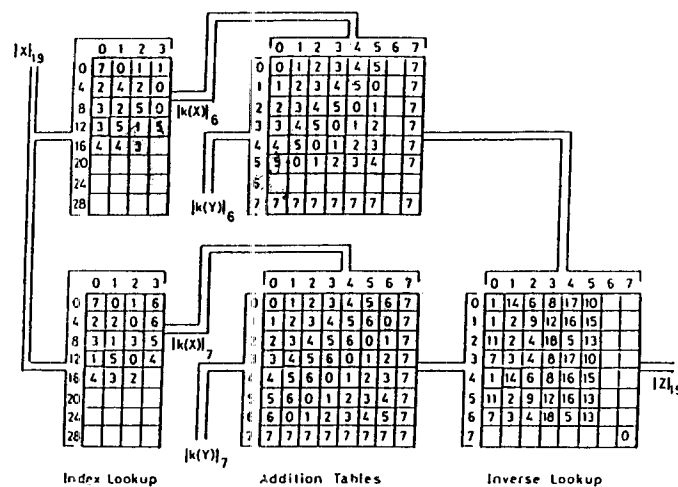 |X|19
0 1 2 3
0 7 0 1 1
4 2 4 2 0
8 3 2 5 0
12 3 5 1 5
16 4 4 3
20
24
28
|k(X)|6
|k(Y)|6
0 1 2 3 4 5 6 7
0 0 1 2 3 4 5 7
1 1 2 3 4 5 0 7
2 2 3 4 5 0 1 7
3 3 4 5 0 1 2 7
4 4 5 0 1 2 3 7
5 5 0 1 2 3 4 7
6
7 7 7 7 7 7 7 7
0 1 2 3
0 7 0 1 6
4 2 2 0 6
8 3 1 3 5
12 1 5 0 4
16 4 3 2
20
24
28
|k(X)|7
|k(Y)|7
0 1 2 3 4 5 6 7
0 0 1 2 3 4 5 6 7
1 1 2 3 4 5 6 0 7
2 2 3 4 5 6 0 1 7
3 3 4 5 6 0 1 2 7
4 4 5 6 0 1 2 3 7
5 5 6 0 1 2 3 4 7
6 6 0 1 2 3 4 5 7
7 7 7 7 7 7 7 7 7
0 1 2 3 4 5 6 7
0 1 14 6 8 17 10
1 1 2 9 12 16 15
2 11 2 4 18 5 13
3 7 3 4 8 17 10
4 1 14 6 8 16 15
5 11 2 9 12 16 13
6 7 3 4 18 5 13
7 0
|Z|19
Index Lookup
Addition Tables
Inverse Lookup